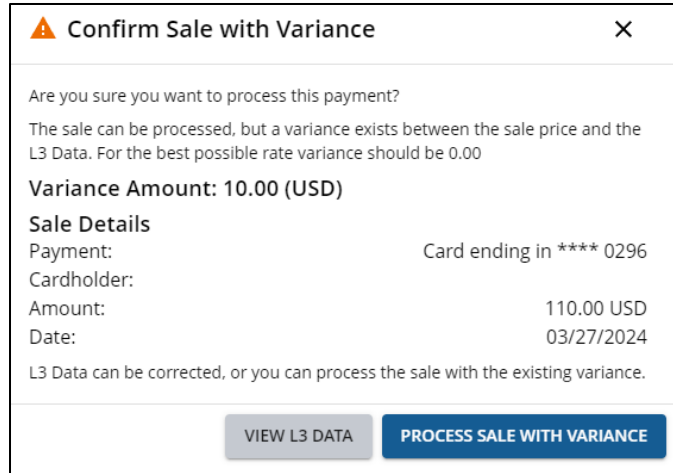 Confirm Sale with Variance
Are you sure you want to process this payment?
The sale can be processed, but a variance exists between the sale price and the
L3 Data. For the best possible rate variance should be 0.00
Variance Amount: 10.00 (USD)
Sale Details
Payment: Card ending in **** 0296
Cardholder:
Amount: 110.00 USD
Date: 03/27/2024
L3 Data can be corrected, or you can process the sale with the existing variance.
VIEW L3 DATA PROCESS SALE WITH VARIANCE